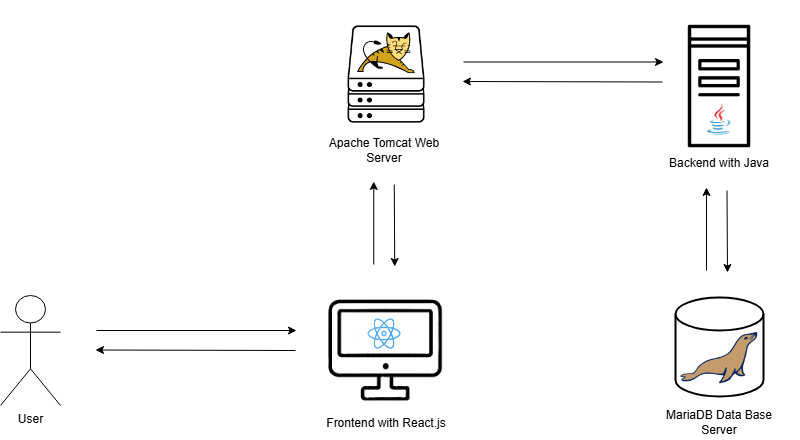 Apache Tomcat Web
Server
Backend with Java
User
Frontend with React.js
MariaDB Data Base
Server